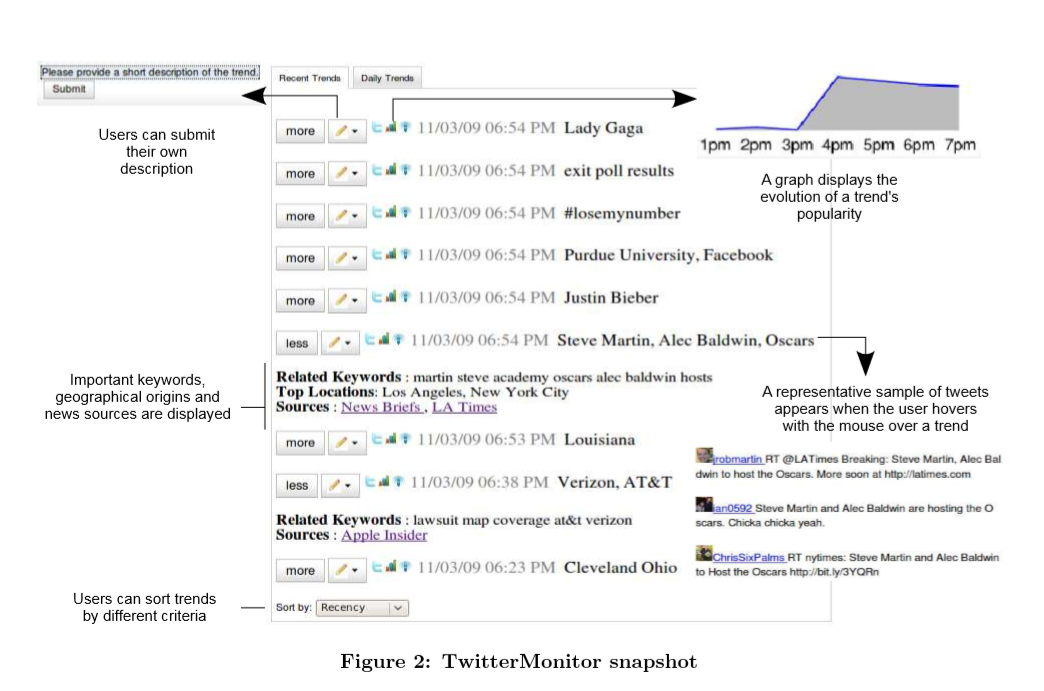 Please provide a short description of the trend.
Submit
Users can submit
their own
description
Recent Trends
Daily Trends
more 11/03/09 06:54 PM Lady Gaga
more 11/03/09 06:54 PM exit poll results
more 11/03/09 06:54 PM #losemynumber
more 11/03/09 06:54 PM Purdue University, Facebook
more 11/03/09 06:54 PM Justin Bieber
less 11/03/09 06:54 PM Steve Martin, Alec Baldwin, Oscars
Related Keywords : martin steve academy oscars alec baldwin hosts
Top Locations: Los Angeles, New York City
Sources : News Briefs , LA Times
more 11/03/09 06:53 PM Louisiana
less 11/03/09 06:38 PM Verizon, AT&T
Related Keywords : lawsuit map coverage at&t verizon
Sources : Apple Insider
more 11/03/09 06:23 PM Cleveland Ohio
Sort by: Recency
Important keywords,
geographical origins and
news sources are displayed
Users can sort trends
by different criteria
1pm 2pm 3pm 4pm 5pm 6pm 7pm
A graph displays the
evolution of a trend's
popularity
A representative sample of tweets
appears when the user hovers
with the mouse over a trend
jrobmartin RT @LATimes Breaking: Steve Martin, Alec Bal
dwin to host the Oscars. More soon at http://latimes.com
ian0592 Steve Martin and Alec Baldwin are hosting the O
scars. Chicka chicka yeah.
ChrisSixPalms RT nytimes: Steve Martin and Alec Baldwin
to Host the Oscars http://bit.ly/3YQRn
Figure 2: TwitterMonitor snapshot